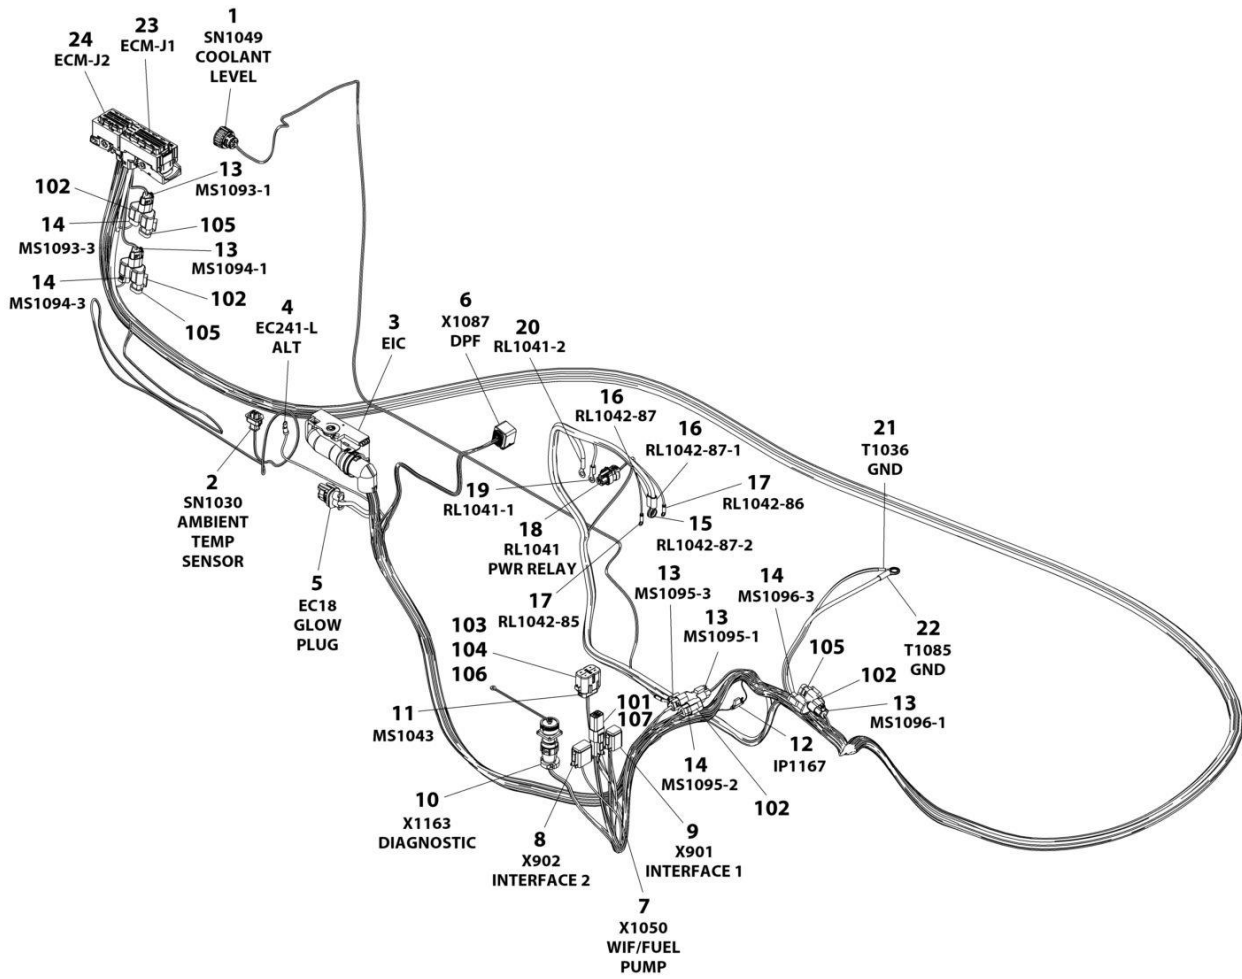 1
SN1049
COOLANT
LEVEL
23
ECM-J1
24
ECM-J2
13
MS1093-1
102
14
MS1093-3
105
13
MS1094-1
14
MS1094-3
102
105
4
EC241-L
ALT
3
EIC
6
X1087
DPF
20
RL1041-2
16
RL1042-87
16
RL1042-87-1
21
T1036
GND
2
SN1030
AMBIENT
TEMP
SENSOR
19
RL1041-1
17
RL1042-86
18
RL1041
PWR RELAY
15
RL1042-87-2
5
EC18
GLOW
PLUG
17
RL1042-85
13
MS1095-3
13
MS1095-1
14
MS1096-3
22
T1085
GND
103
104
106
105
102
11
MS1043
101
107
13
MS1096-1
12
IP1167
14
MS1095-2
102
10
X1163
DIAGNOSTIC
8
X902
INTERFACE 2
9
X901
INTERFACE 1
7
X1050
WIF/FUEL
PUMP